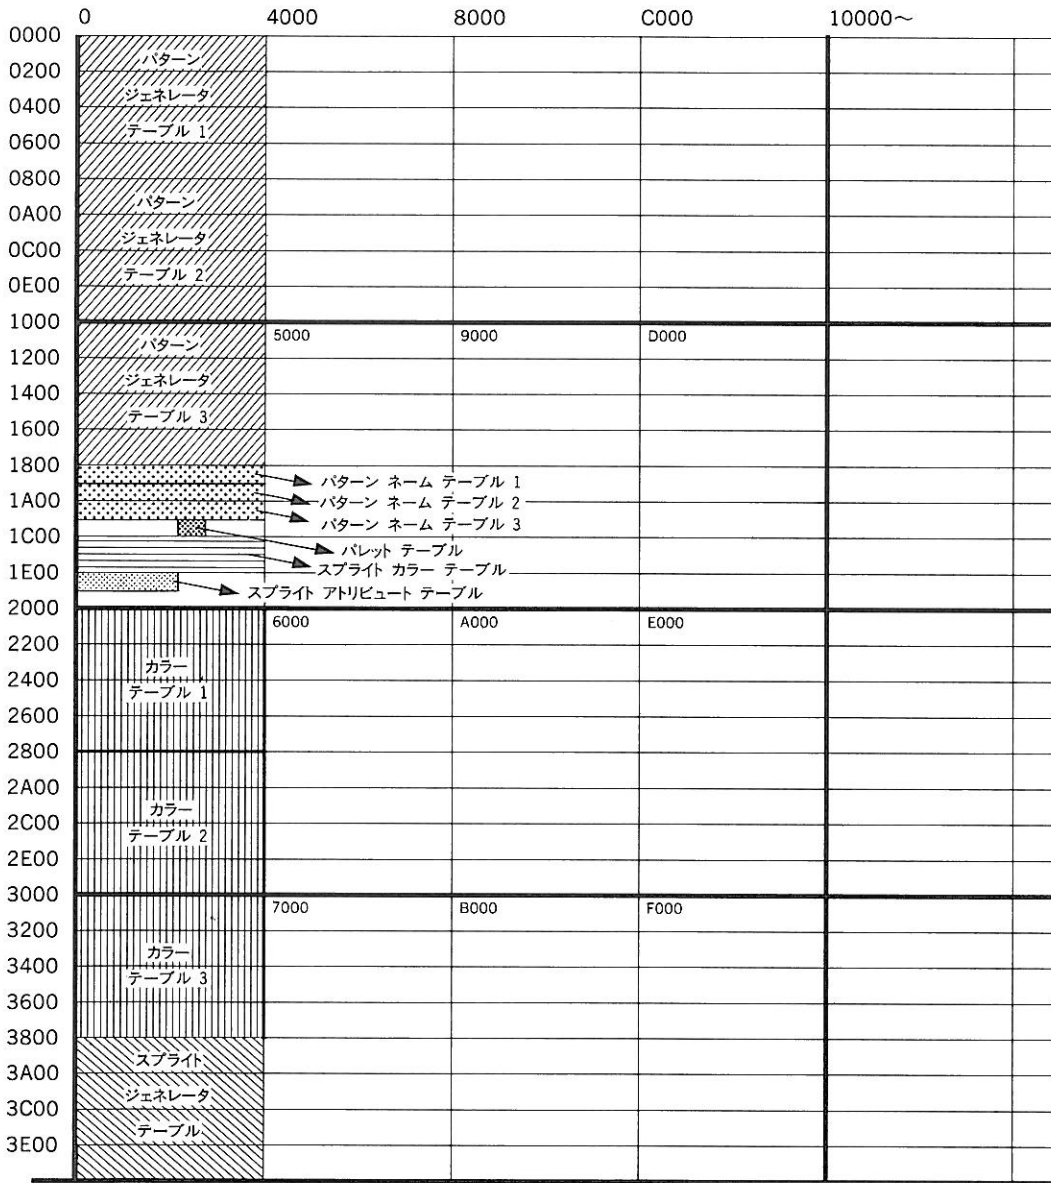 0 4000 8000 C000 10000～
0000
パターン
0200
ジェネレータ
0400
テーブル 1
0600
0800
パターン
0A00
ジェネレータ
0C00
テーブル 2
0E00
1000
パターン 5000 9000 D000
1200
ジェネレータ
1400
テーブル 3
1600
1800
パターン ネーム テーブル 1
1A00 パターン ネーム テーブル 2
パターン ネーム テーブル 3
1C00
パレット テーブル
スプライト カラー テーブル
1E00
スプライト アトリビュート テーブル
2000
6000 A000 E000
2200
カラー
2400
テーブル 1
2600
2800
2A00
カラー
2C00
テーブル 2
2E00
3000
7000 B000 F000
3200
カラー
3400
テーブル 3
3600
3800
スプライト
3A00
ジェネレータ
3C00
テーブル
3E00